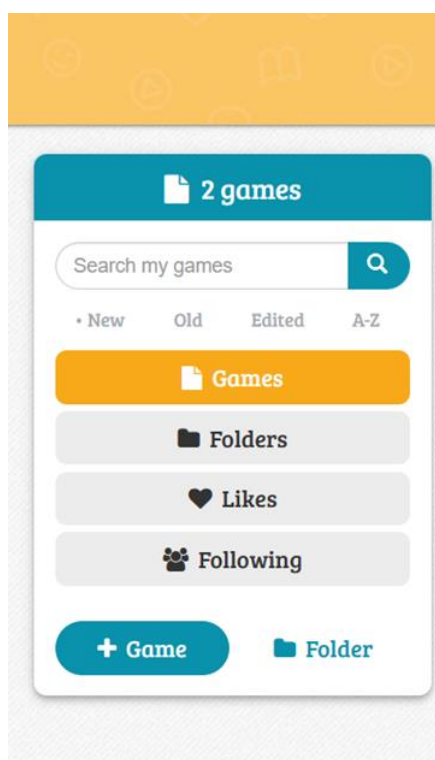 2 games
Search my games
• New Old Edited A-Z
Games
Folders
Likes
Following
+ Game Folder